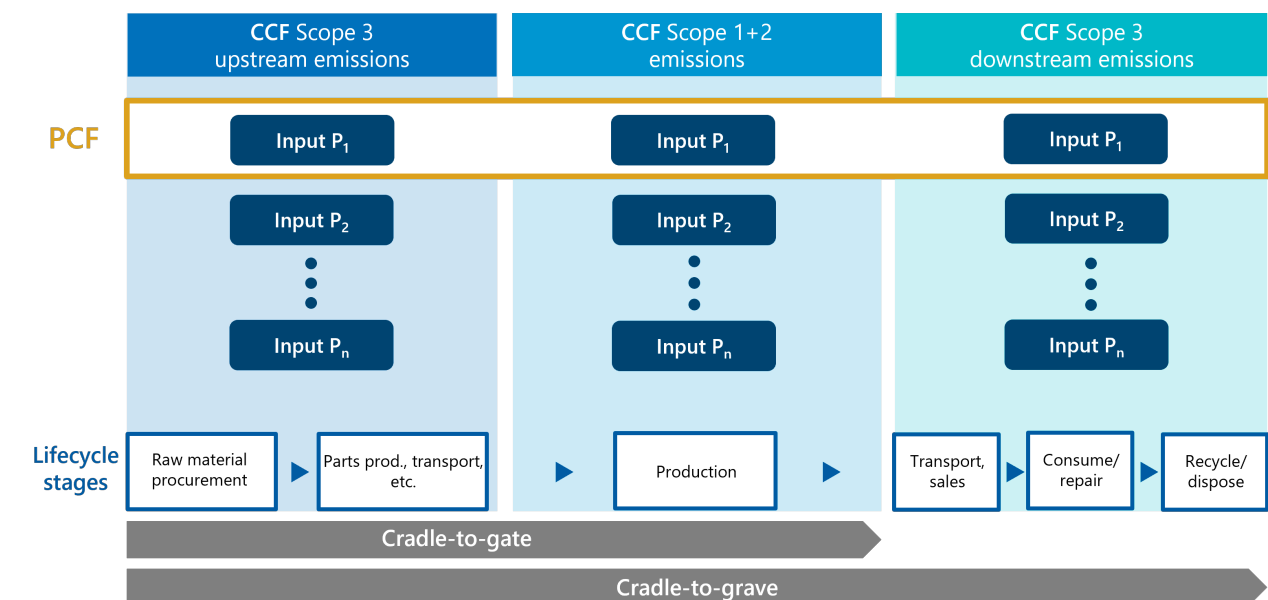 CCF Scope 3
upstream emissions
CCF Scope 1+2
emissions
CCF Scope 3
downstream emissions
PCF
Input P1
Input P1
Input P1
Input P2
Input P2
Input P2
Input Pn
Input Pn
Input Pn
Lifecycle
stages
Raw material
procurement
Parts prod., transport,
etc.
Production
Transport,
sales
Consume/
repair
Recycle/
dispose
Cradle-to-gate
Cradle-to-grave